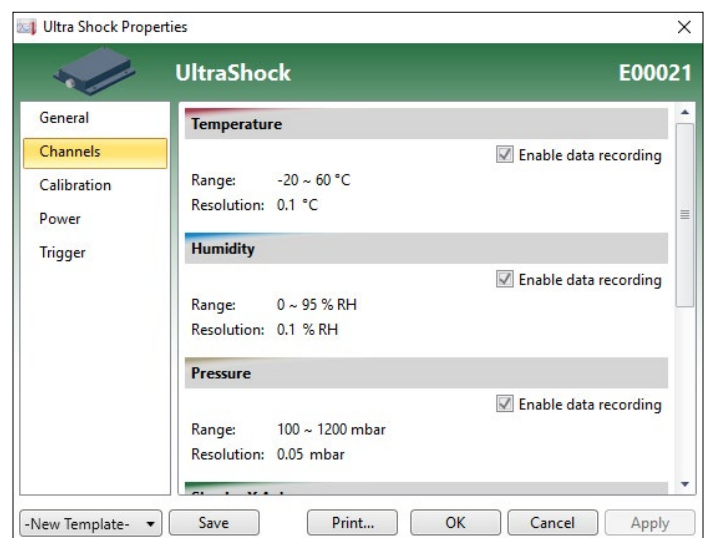 Ultra Shock Properties
UltraShock
E00021
General
Channels
Calibration
Power
Trigger
Temperature
Enable data recording
Range: -20 ~ 60 °C
Resolution: 0.1 °C
Humidity
Enable data recording
Range: 0 ~ 95 % RH
Resolution: 0.1 % RH
Pressure
Enable data recording
Range: 100 ~ 1200 mbar
Resolution: 0.05 mbar
-New Template- Save Print... OK Cancel Apply